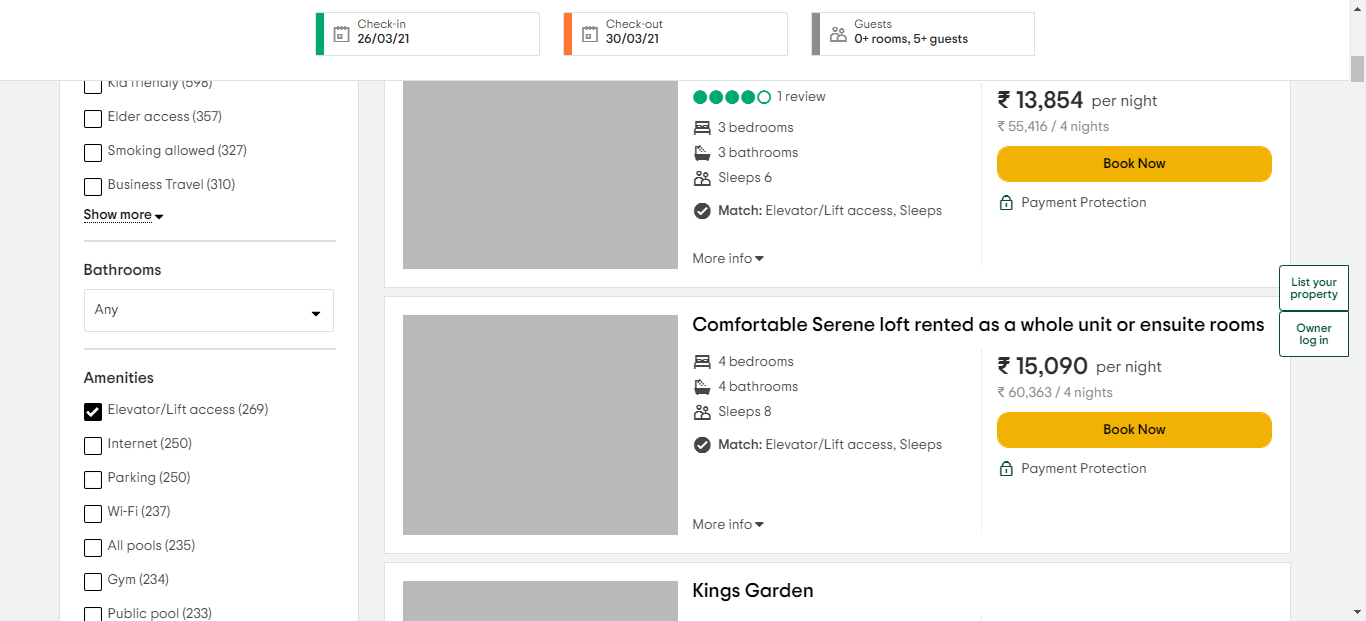 Check-in
26/03/21
Check-out
30/03/21
Guests
0+ rooms, 5+ guests
Kid friendly (598)
Elder access (357)
Smoking allowed (327)
Business Travel (310)
Show more
Bathrooms
Any
Amenities
Elevator/Lift access (269)
Internet (250)
Parking (250)
Wi-Fi (237)
All pools (235)
Gym (234)
Public pool (233)
1 review
3 bedrooms
3 bathrooms
Sleeps 6
Match: Elevator/Lift access, Sleeps
More info
₹ 13,854 per night
₹ 55,416 / 4 nights
Book Now
Payment Protection
Comfortable Serene loft rented as a whole unit or ensuite rooms
4 bedrooms
4 bathrooms
Sleeps 8
Match: Elevator/Lift access, Sleeps
More info
₹ 15,090 per night
₹ 60,363 / 4 nights
Book Now
Payment Protection
Kings Garden
List your
property
Owner
log in